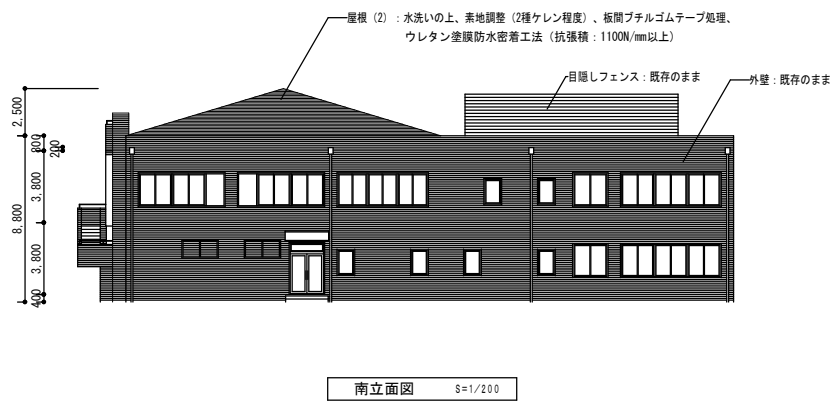 屋根（2）：水洗いの上、素地調整（2種ケレン程度）、板間ブチルゴムテープ処理、
ウレタン塗膜防水密着工法（抗張積：1100N/mm以上）
目隠しフェンス：既存のまま
外壁：既存のまま
2,500
800
200
3,800
8,800
3,800
400
南立面図 S=1/200